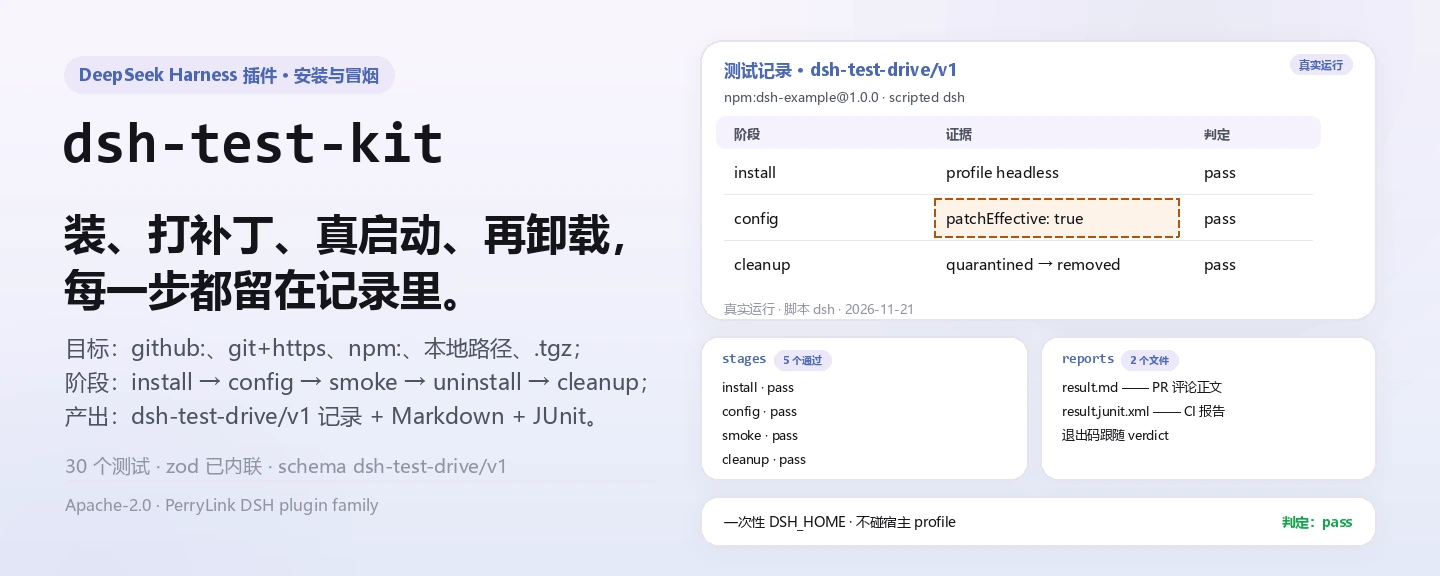 DeepSeek Harness 插件 • 安装与冒烟
dsh-test-kit
装、打补丁、真启动、再卸载，
每一步都留在记录里。
目标：github:、git+https、npm:、本地路径、.tgz；
阶段：install → config → smoke → uninstall → cleanup；
产出：dsh-test-drive/v1 记录 + Markdown + JUnit。
30 个测试 · zod 已内联 · schema dsh-test-drive/v1
Apache-2.0 · PerryLink DSH plugin family
测试记录 • dsh-test-drive/v1
真实运行
npm:dsh-example@1.0.0 · scripted dsh
阶段 证据 判定
install profile headless pass
config patchEffective: true pass
cleanup quarantined → removed pass
真实运行 · 脚本 dsh · 2026-11-21
stages 5 个通过
install · pass
config · pass
smoke · pass
cleanup · pass
reports 2 个文件
result.md —— PR 评论正文
result.junit.xml —— CI 报告
退出码跟随 verdict
一次性 DSH_HOME · 不碰宿主 profile
判定：pass